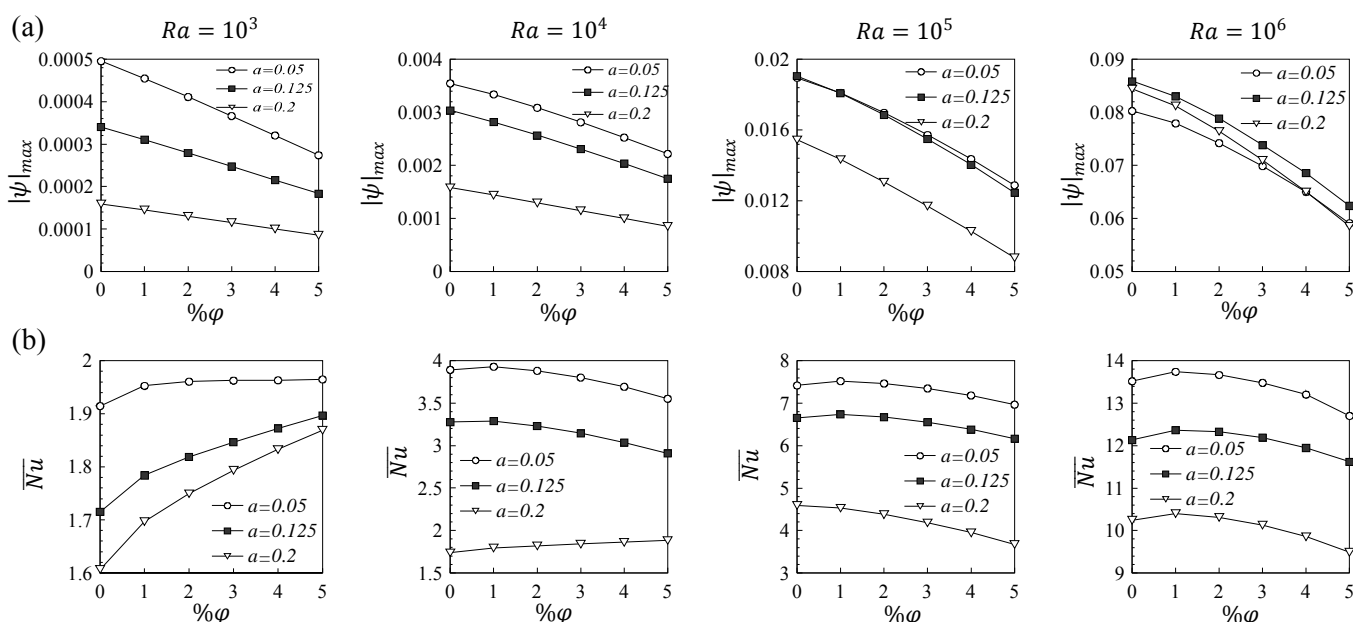 (a)
Ra = 10³
Ra = 10⁴
Ra = 10⁵
Ra = 10⁶
0.0005
0.0004
0.0003
0.0002
0.0001
0
|ψ|max
a=0.05
a=0.125
a=0.2
0 1 2 3 4 5
%φ
0.004
0.003
0.002
0.001
0
|ψ|max
a=0.05
a=0.125
a=0.2
0 1 2 3 4 5
%φ
0.02
0.016
0.012
0.008
|ψ|max
a=0.05
a=0.125
a=0.2
0 1 2 3 4 5
%φ
0.09
0.08
0.07
0.06
0.05
|ψ|max
a=0.05
a=0.125
a=0.2
0 1 2 3 4 5
%φ
(b)
2
1.9
1.8
1.7
1.6
Nu
a=0.05
a=0.125
a=0.2
0 1 2 3 4 5
%φ
4
3.5
3
2.5
2
1.5
Nu
a=0.05
a=0.125
a=0.2
0 1 2 3 4 5
%φ
8
7
6
5
4
3
Nu
a=0.05
a=0.125
a=0.2
0 1 2 3 4 5
%φ
14
13
12
11
10
9
Nu
a=0.05
a=0.125
a=0.2
0 1 2 3 4 5
%φ